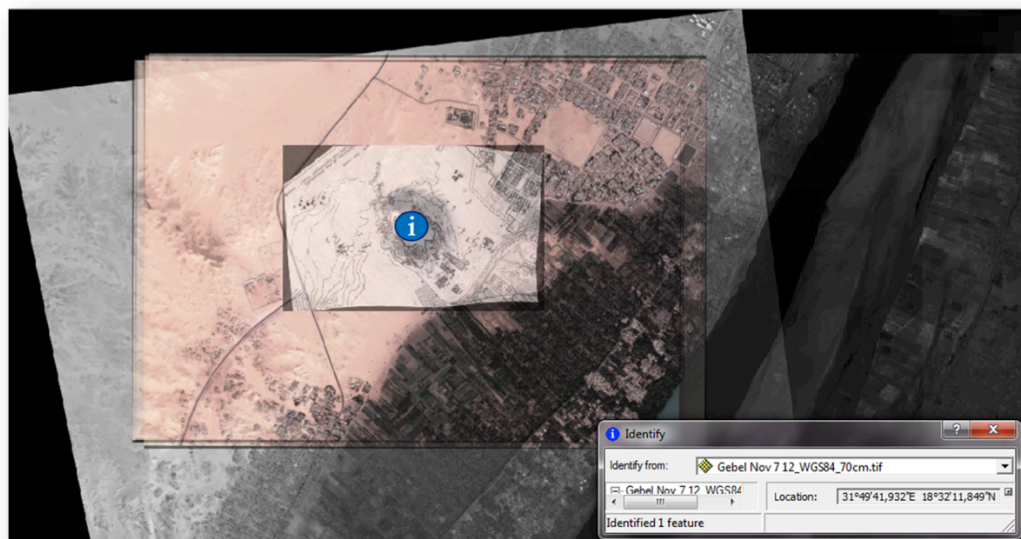 i
Identify
Identify from:
Gebel Nov 7 12_WGS84_70cm.tif
Gebel Nov 7 12_WGS84
Location:
31°49'41,932"E 18°32'11,849"N
Identified 1 feature